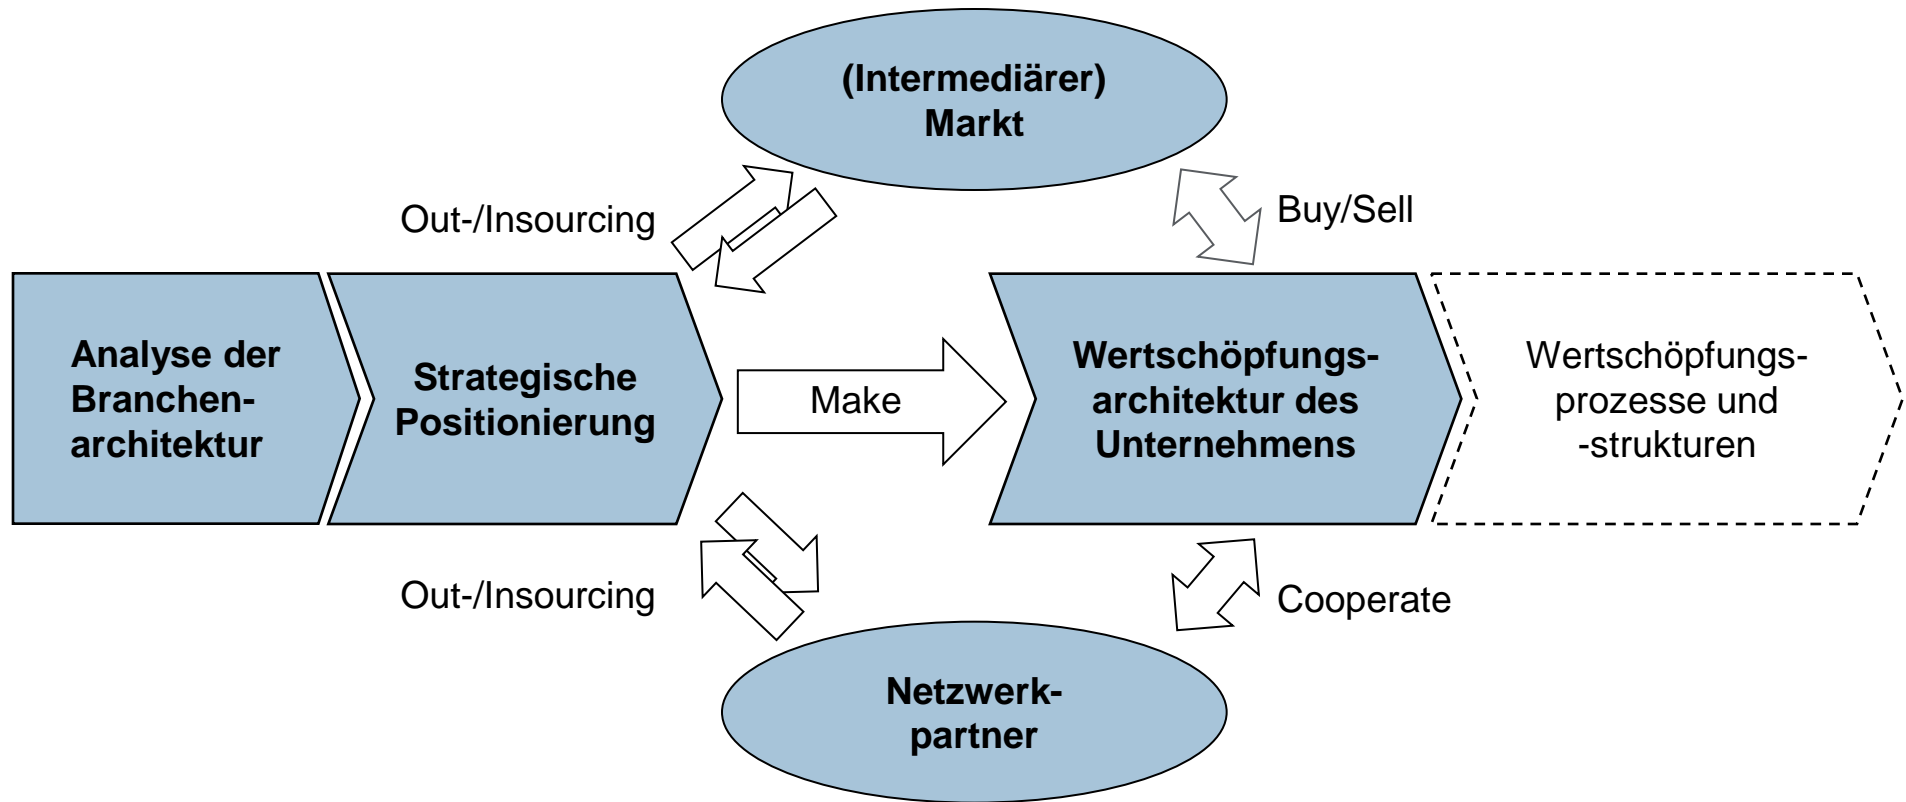 (Intermediärer)
Markt
Out-/Insourcing
Buy/Sell
Analyse der
Branchen-
architektur
Strategische
Positionierung
Make
Wertschöpfungs-
architektur des
Unternehmens
Wertschöpfungs-
prozesse und
-strukturen
Out-/Insourcing
Cooperate
Netzwerk-
partner